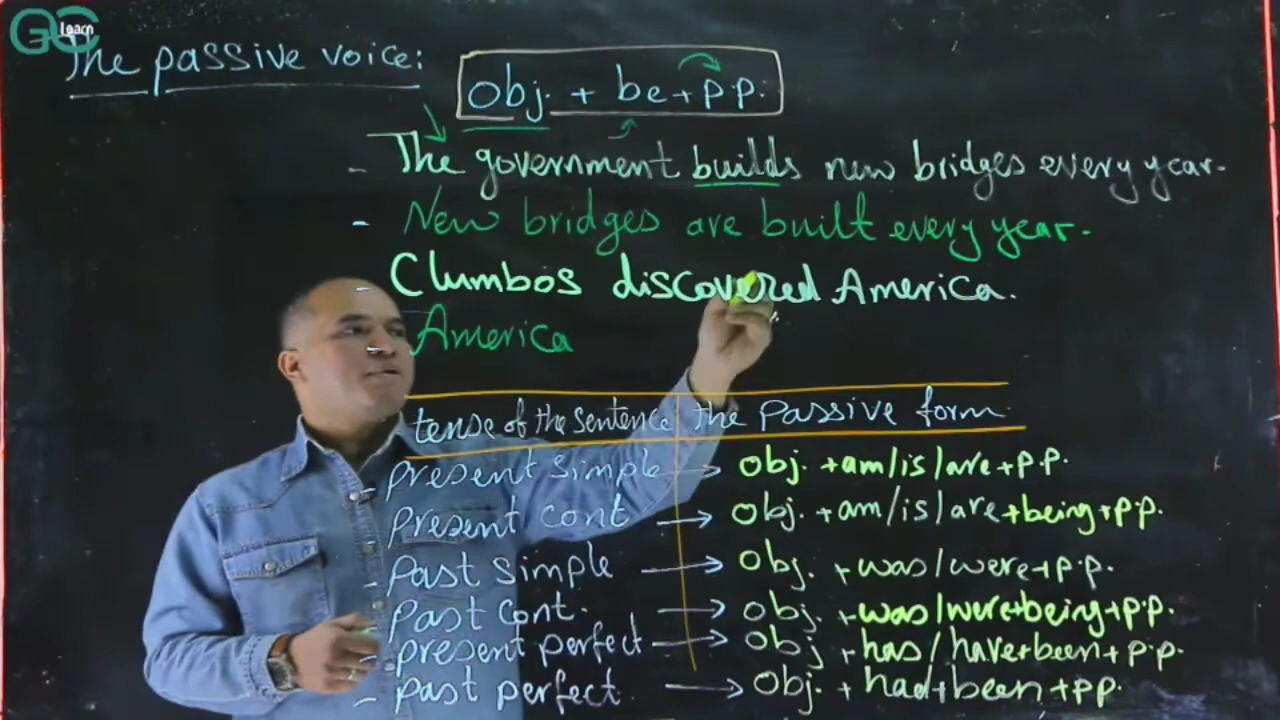 GC Learn
The passive voice:
obj. + be + p.p.
- The government builds new bridges every year.
- New bridges are built every year.
- Clumbos discovered America.
- America
tense of the sentence the passive form
- present simple → obj. + am/is/are + p.p.
- present cont → obj. + am/is/are + being + p.p.
- past simple → obj. + was/were + p.p.
- past cont. → obj. + was/were + being + p.p.
- present perfect → obj + has/have + been + p.p.
- past perfect. → obj. + had + been + pp.